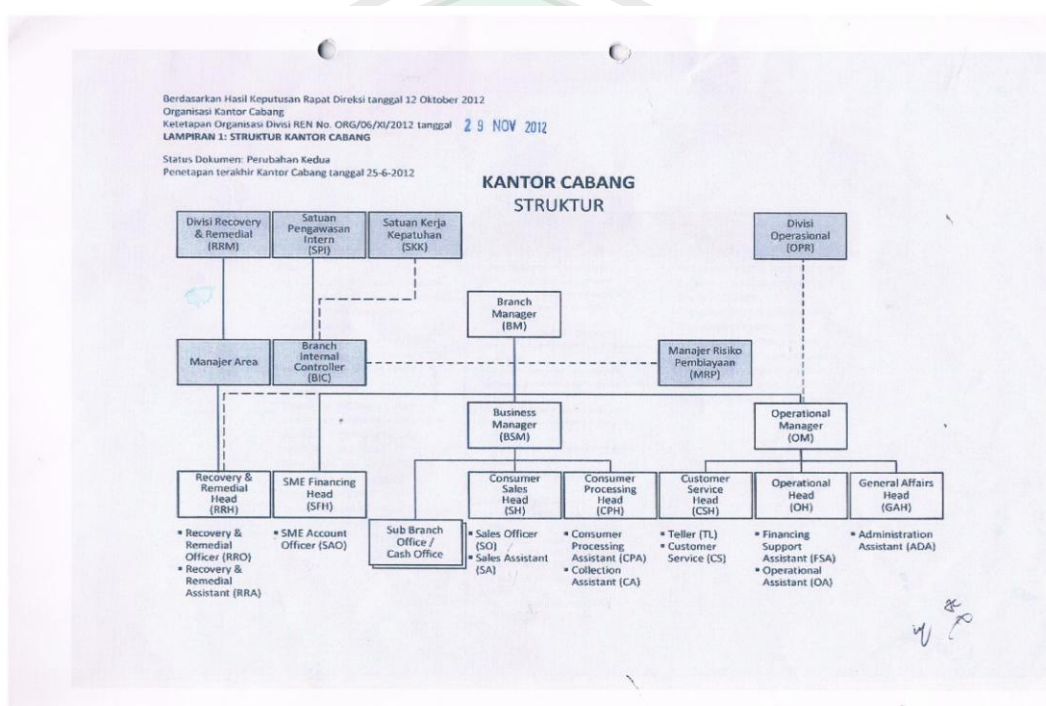 Berdasarkan Hasil Keputusan Rapat Direksi tanggal 12 Oktober 2012
Organisasi Kantor Cabang
Ketetapan Organisasi Divisi REN No. ORG/06/XI/2012 tanggal 29 NOV 2012
LAMPIRAN 1: STRUKTUR KANTOR CABANG
Status Dokumen: Perubahan Kedua
Penetapan terakhir Kantor Cabang tanggal 25-6-2012
KANTOR CABANG
STRUKTUR
Divisi Recovery
& Remedial
(RRM)
Satuan
Pengawasan
Intern
(SPI)
Satuan Kerja
Kepatuhan
(SKK)
Divisi
Operasional
(OPR)
Branch
Manager
(BM)
Manajer Area
Branch
Internal
Controller
(BIC)
Manajer Risiko
Pembiayaan
(MRP)
Business
Manager
(BSM)
Operational
Manager
(OM)
Recovery &
Remedial
Head
(RRH)
SME Financing
Head
(SFH)
Sub Branch
Office /
Cash Office
Consumer
Sales
Head
(SH)
Consumer
Processing
Head
(CPH)
Customer
Service
Head
(CSH)
Operational
Head
(OH)
General Affairs
Head
(GAH)
▪ Recovery &
Remedial
Officer (RRO)
▪ Recovery &
Remedial
Assistant (RRA)
▪ SME Account
Officer (SAO)
▪ Sales Officer
(SO)
▪ Sales Assistant
(SA)
▪ Consumer
Processing
Assistant (CPA)
▪ Collection
Assistant (CA)
▪ Teller (TL)
▪ Customer
Service (CS)
▪ Financing
Support
Assistant (FSA)
▪ Operational
Assistant (OA)
▪ Administration
Assistant (ADA)